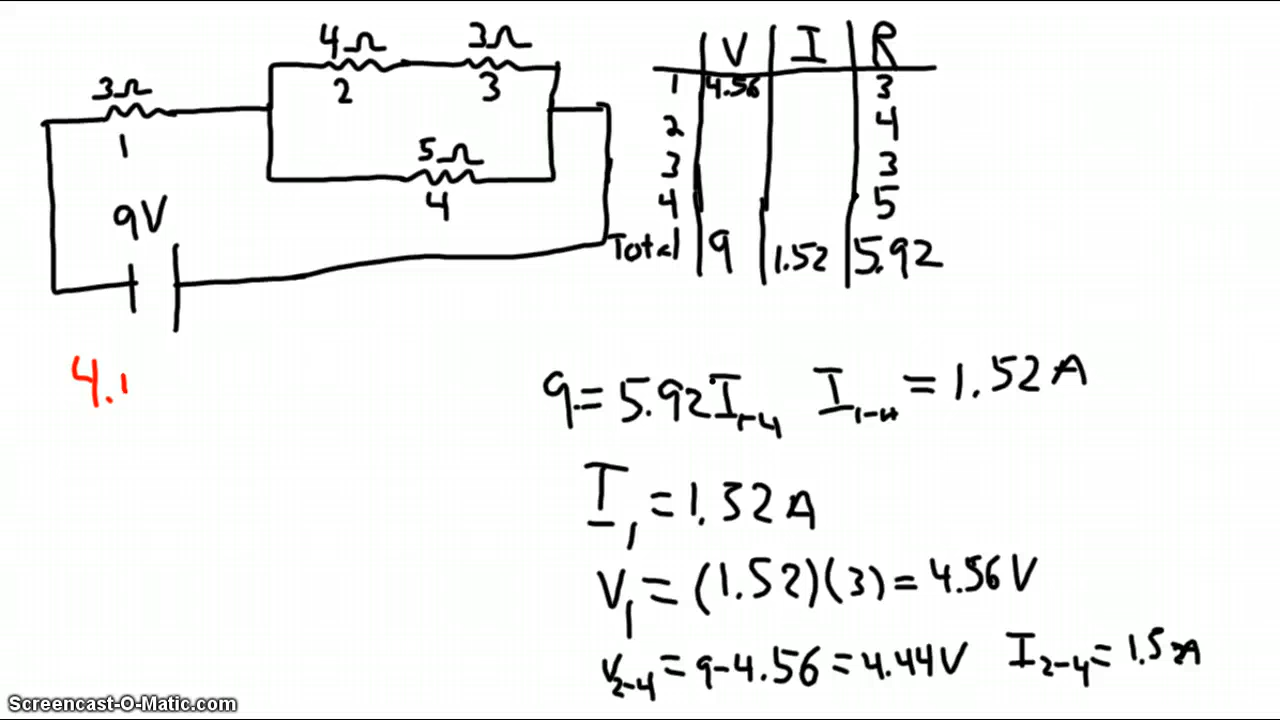 4Ω 3Ω
2 3
3Ω
1
5Ω
4
9V
V I R
1 4.56 3
2 4
3 3
4 5
Total 9 1.52 5.92
4.1
9 = 5.92I₁₋₄ I₁₋₄ = 1.52A
I₁ = 1.52A
V₁ = (1.52)(3) = 4.56V
V₂₋₄ = 9-4.56 = 4.44V I₂₋₄ = 1.52A
Screencast-O-Matic.com